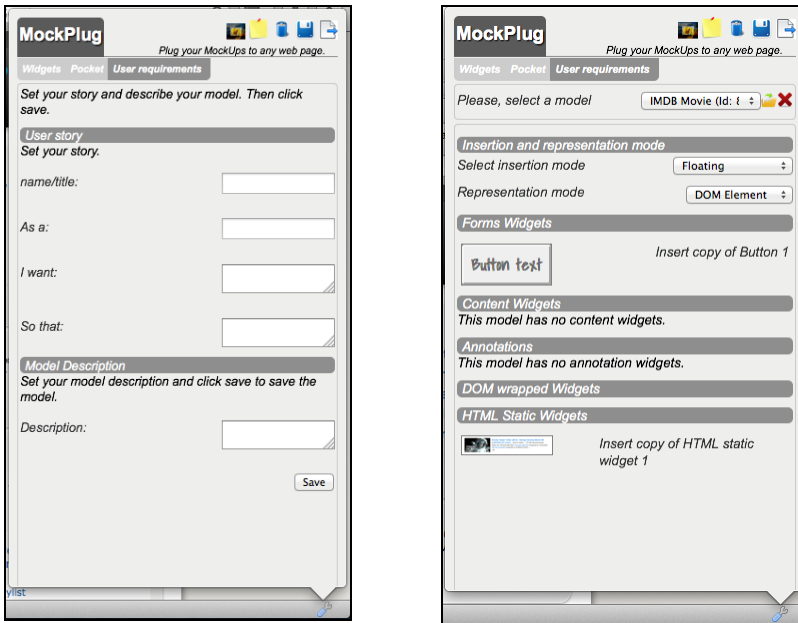 MockPlug
Plug your MockUps to any web page.
Widgets Pocket User requirements
Set your story and describe your model. Then click
save.
User story
Set your story.
name/title:
As a:
I want:
So that:
Model Description
Set your model description and click save to save the
model.
Description:
Save
ylist
MockPlug
Plug your MockUps to any web page.
Widgets Pocket User requirements
Please, select a model
IMDB Movie (Id:
Insertion and representation mode
Select insertion mode
Floating
Representation mode
DOM Element
Forms Widgets
Button text
Insert copy of Button 1
Content Widgets
This model has no content widgets.
Annotations
This model has no annotation widgets.
DOM wrapped Widgets
HTML Static Widgets
Insert copy of HTML static
widget 1